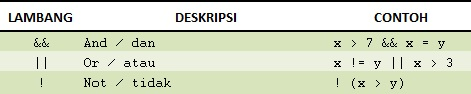 LAMBANG DESKRIPSI CONTOH
&& And / dan x > 7 && x = y
|| Or / atau x != y || x > 3
! Not / tidak ! (x > y)